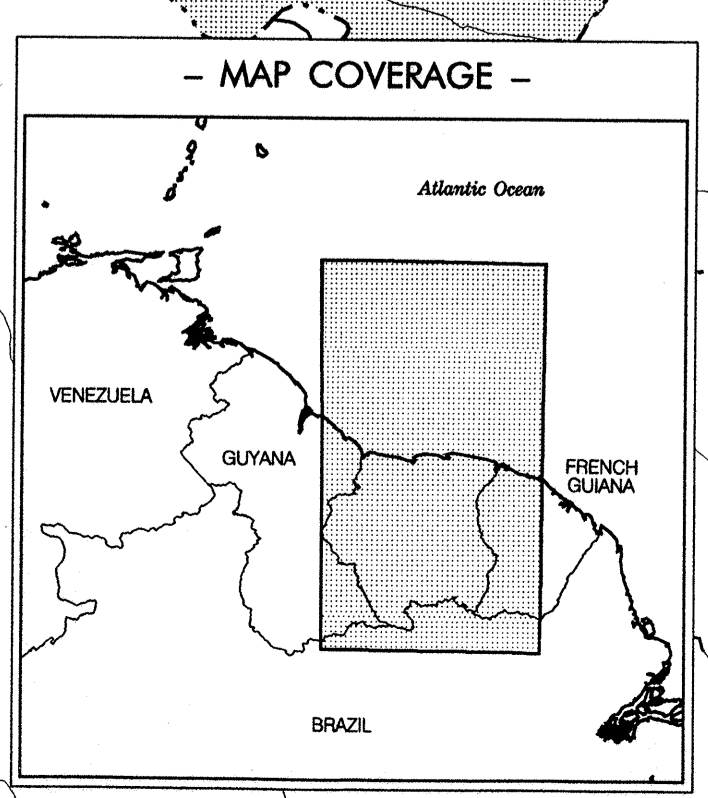 – MAP COVERAGE –
Atlantic Ocean
VENEZUELA
GUYANA
FRENCH
GUIANA
BRAZIL